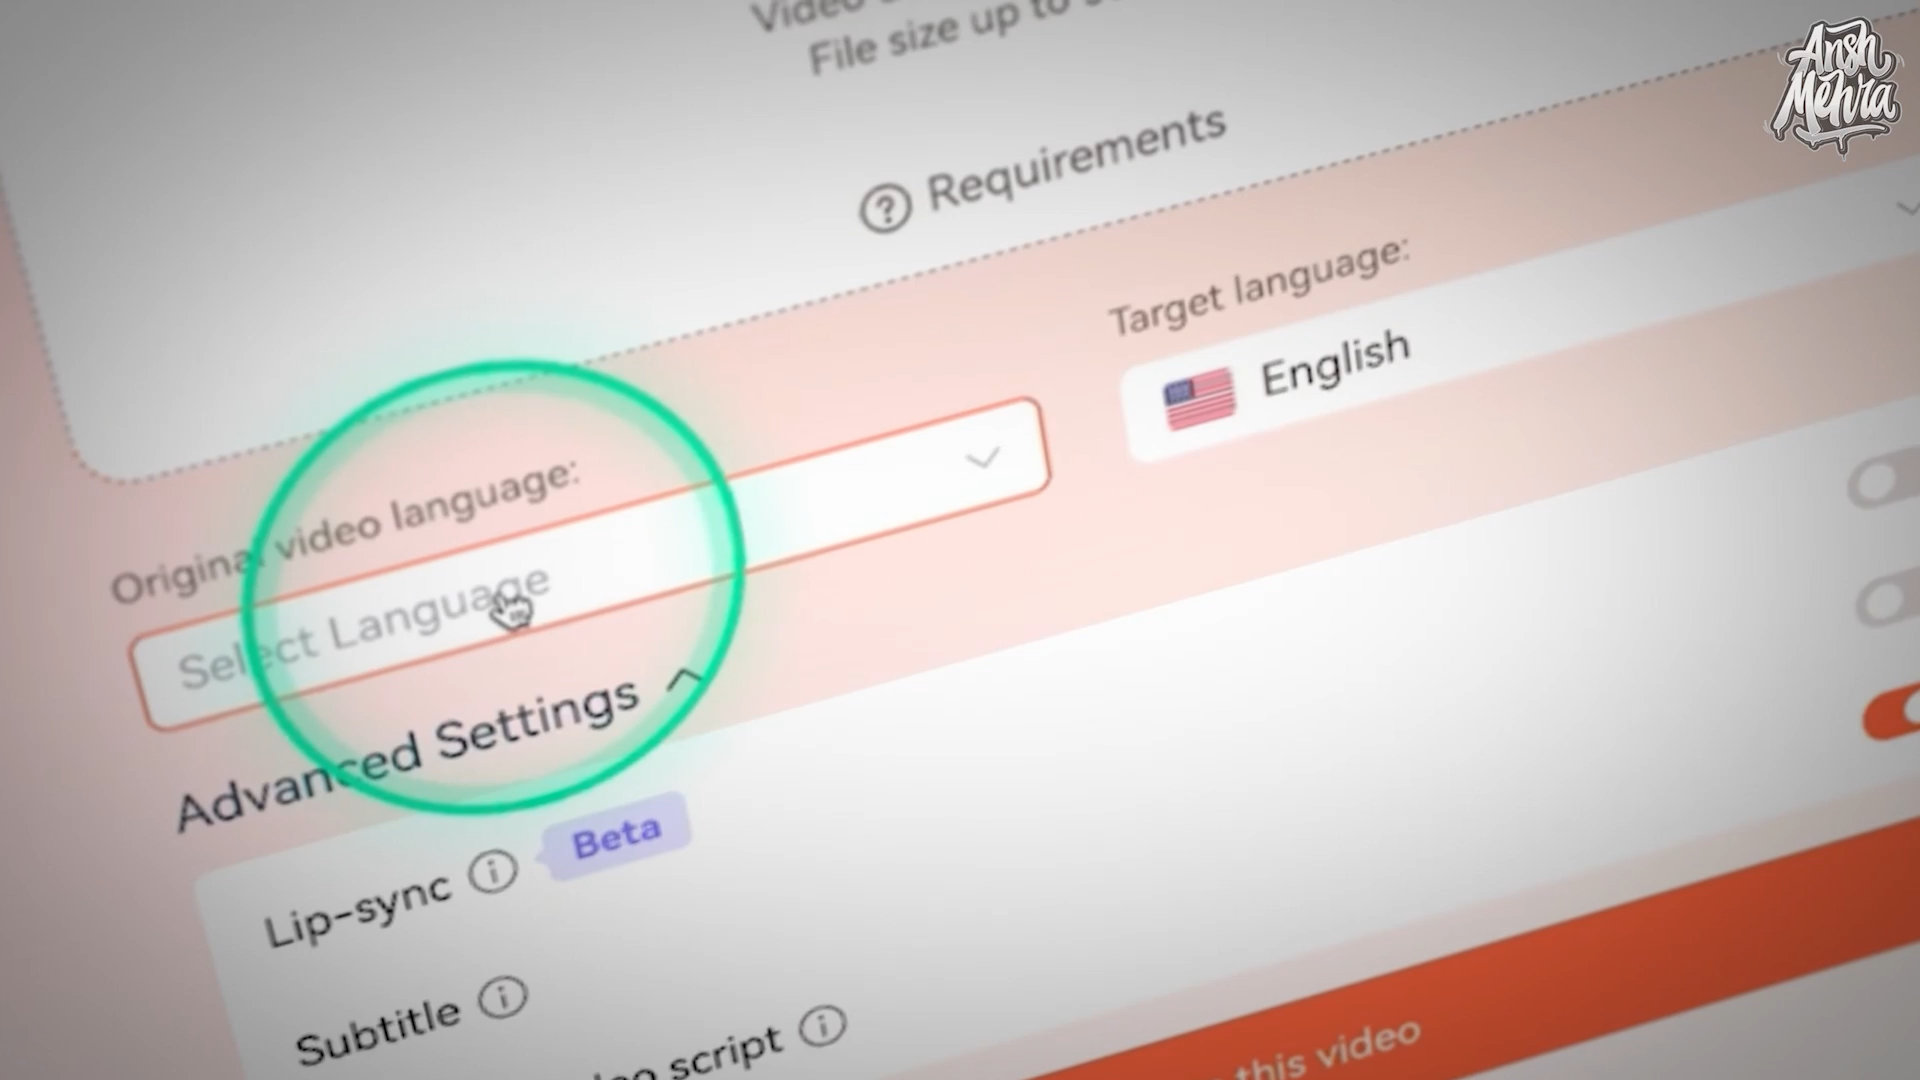 Video
File size up to
Ansh
Mehra
Requirements
Original video language:
Target language:
Select Language
English
Advanced Settings
Lip-sync
Beta
Subtitle
script
this video